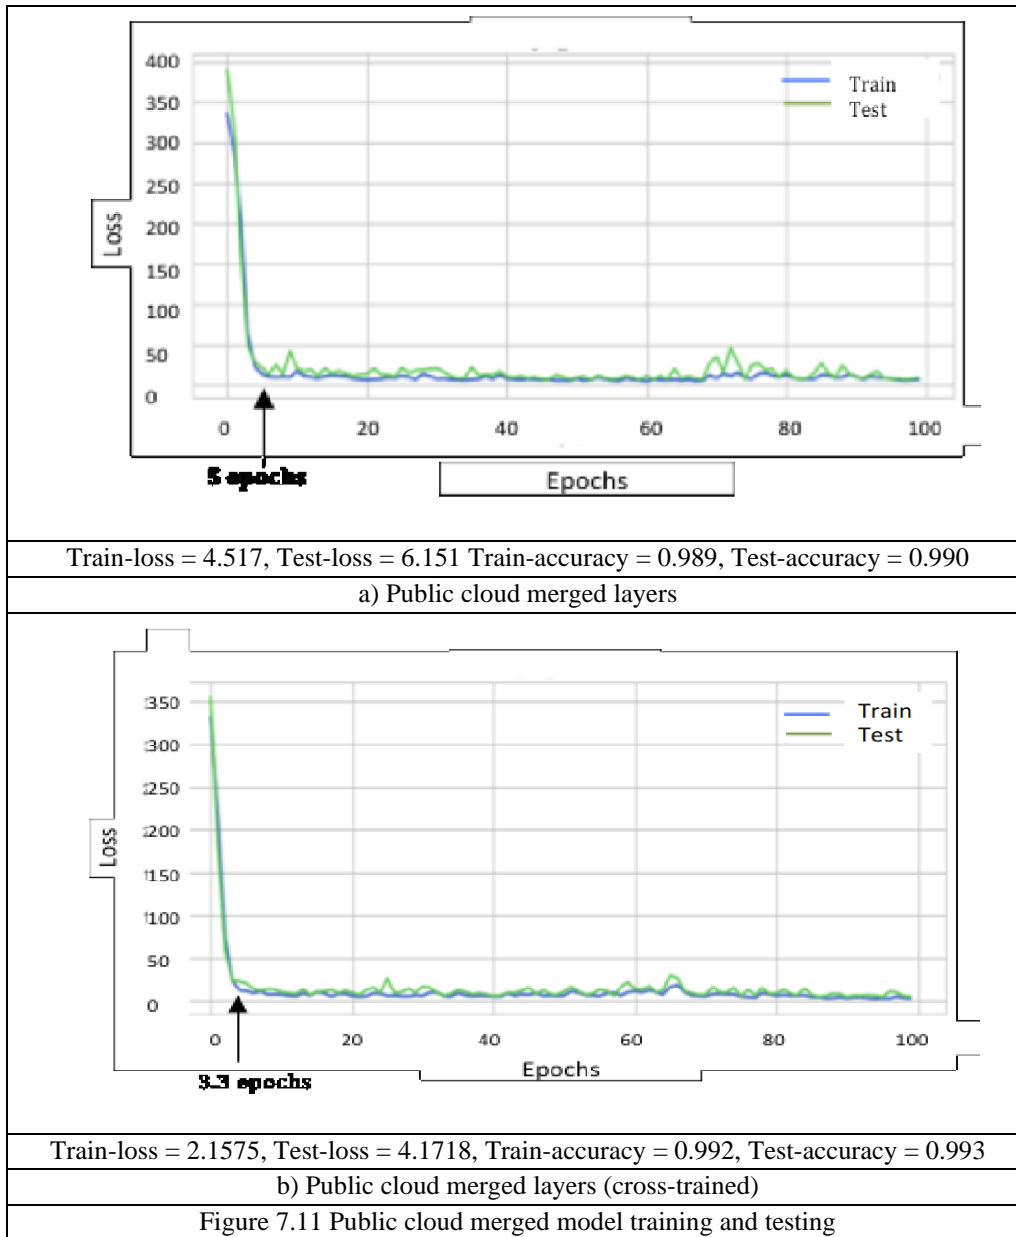 400
350
300
250
200
150
100
50
0
Loss
Train
Test
0 20 40 60 80 100
5 epochs
Epochs
Train-loss = 4.517, Test-loss = 6.151 Train-accuracy = 0.989, Test-accuracy = 0.990
a) Public cloud merged layers
350
300
250
200
150
100
50
0
Loss
Train
Test
0 20 40 60 80 100
3.3 epochs
Epochs
Train-loss = 2.1575, Test-loss = 4.1718, Train-accuracy = 0.992, Test-accuracy = 0.993
b) Public cloud merged layers (cross-trained)
Figure 7.11 Public cloud merged model training and testing